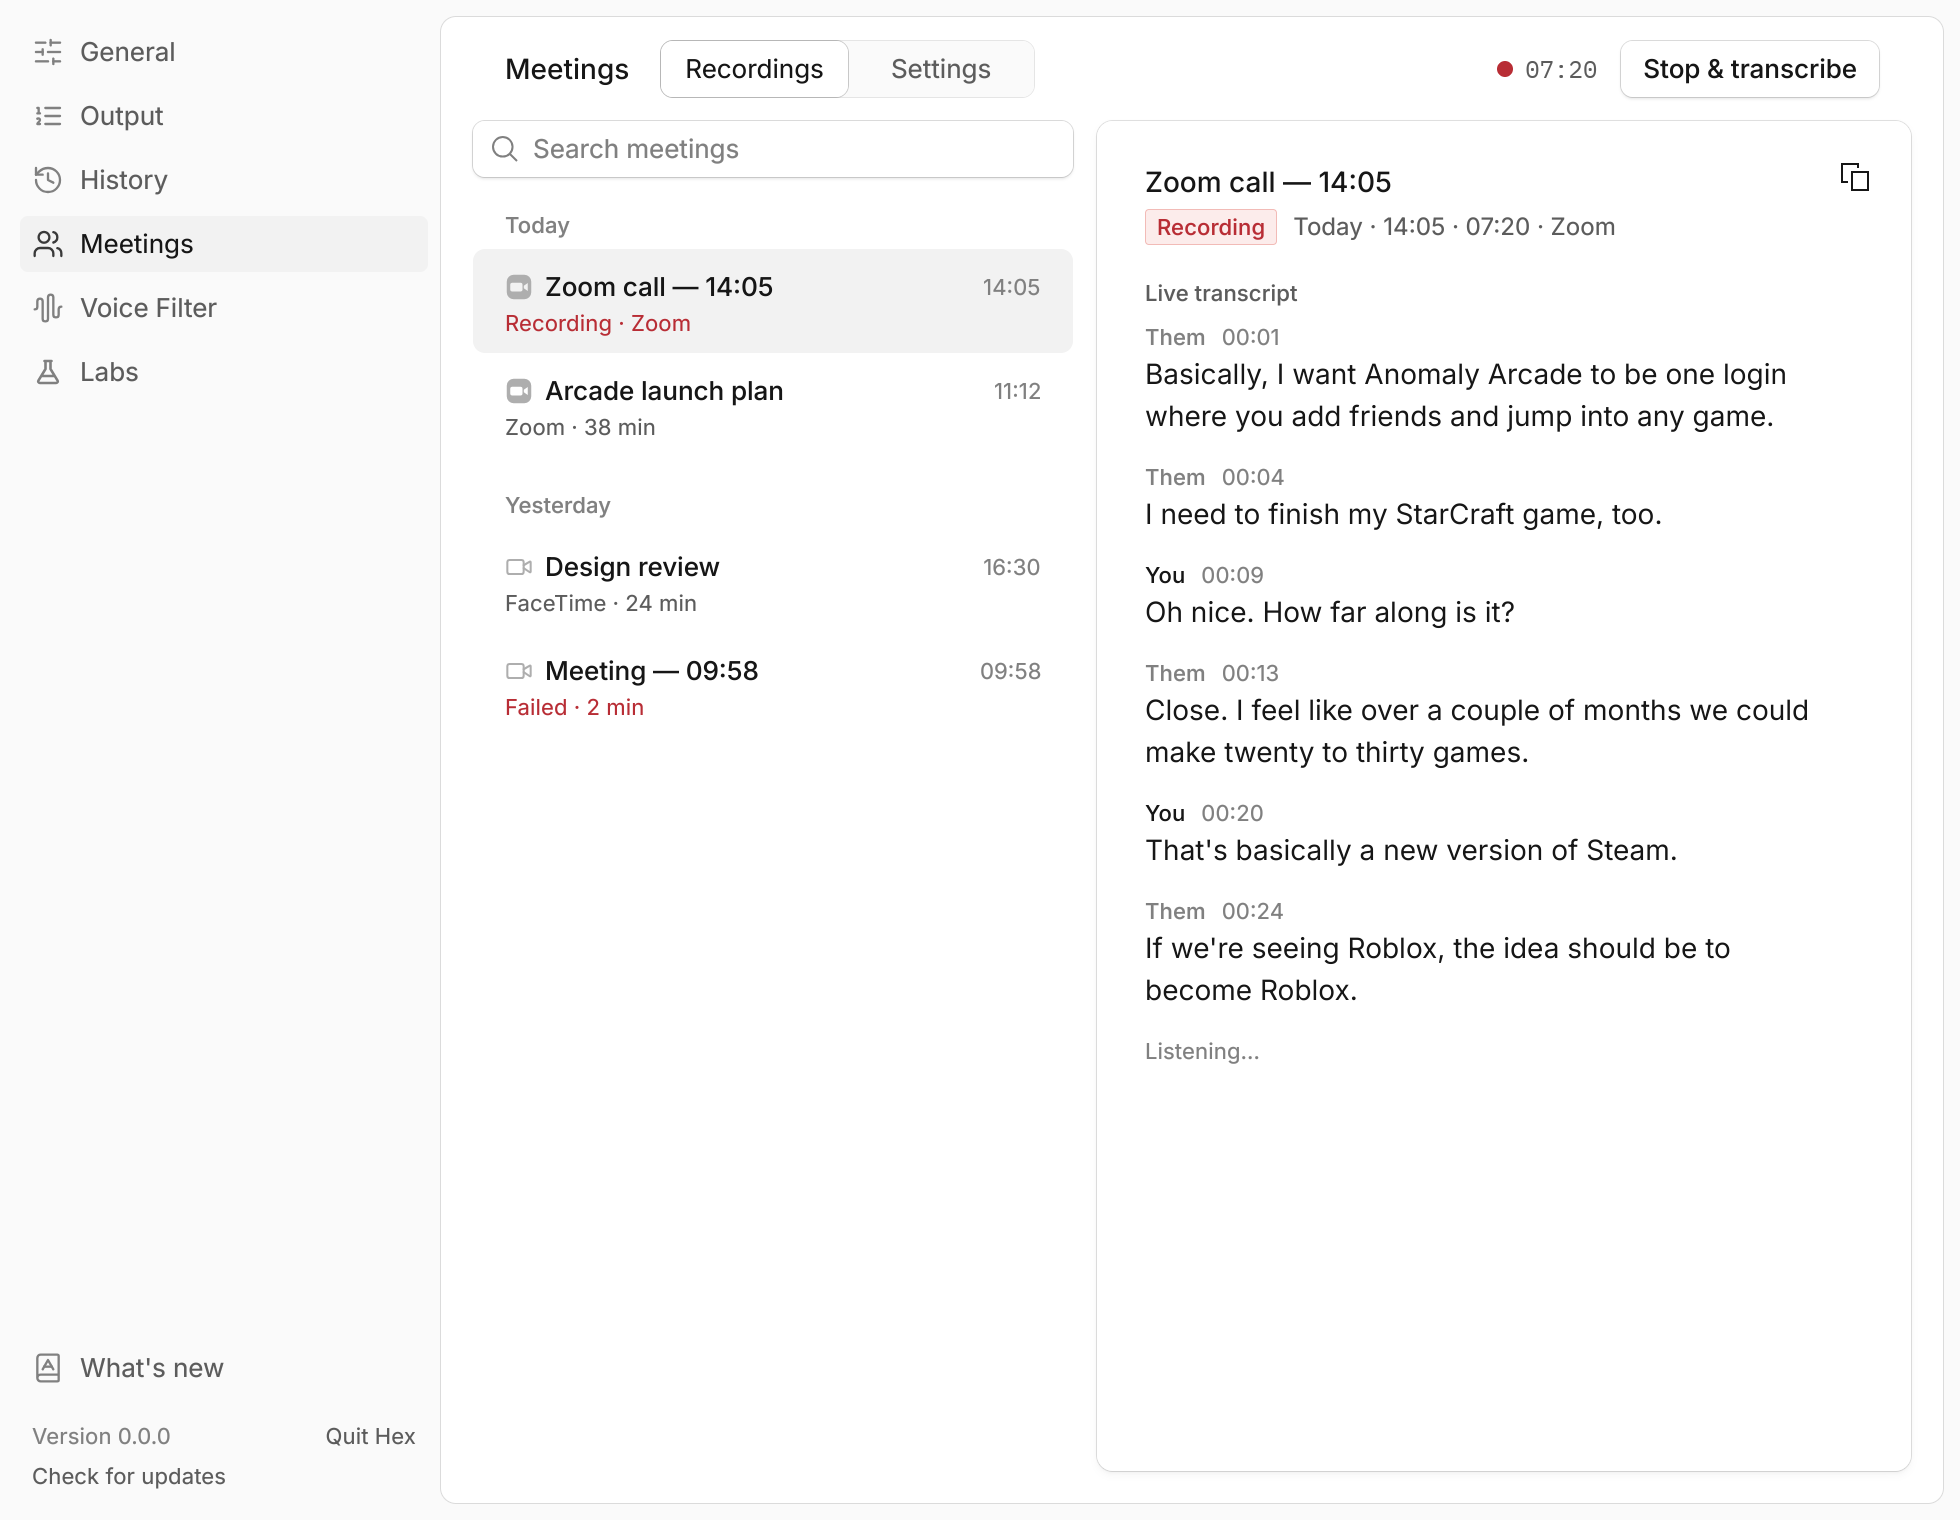 General
Output
History
Meetings
Voice Filter
Labs
What's new
Version 0.0.0
Quit Hex
Check for updates
Meetings
Recordings
Settings
07:20
Stop & transcribe
Search meetings
Today
Zoom call — 14:05
14:05
Recording · Zoom
Arcade launch plan
11:12
Zoom · 38 min
Yesterday
Design review
16:30
FaceTime · 24 min
Meeting — 09:58
09:58
Failed · 2 min
Zoom call — 14:05
Recording Today · 14:05 · 07:20 · Zoom
Live transcript
Them 00:01
Basically, I want Anomaly Arcade to be one login
where you add friends and jump into any game.
Them 00:04
I need to finish my StarCraft game, too.
You 00:09
Oh nice. How far along is it?
Them 00:13
Close. I feel like over a couple of months we could
make twenty to thirty games.
You 00:20
That's basically a new version of Steam.
Them 00:24
If we're seeing Roblox, the idea should be to
become Roblox.
Listening...